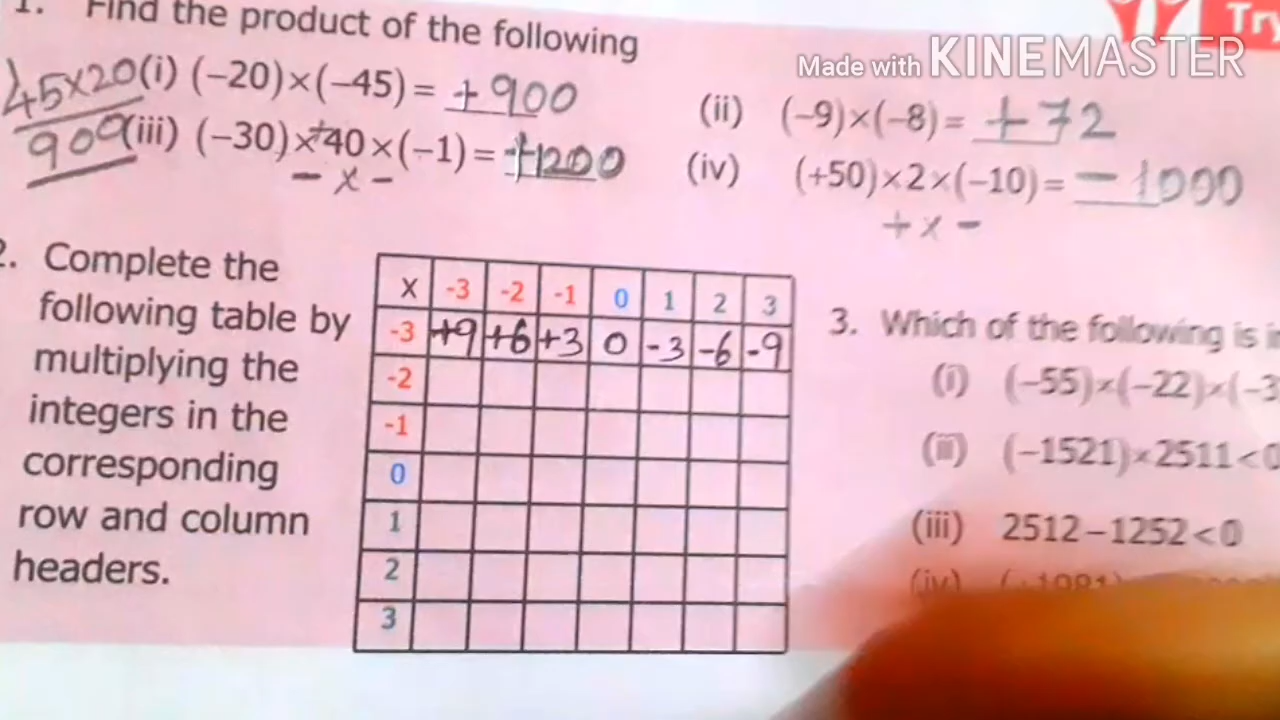 1. Find the product of the following
Try
Made with KINEMASTER
45×20 (i) (−20)×(−45)= +900
900
(ii) (−9)×(−8)= +72
(iii) (−30)×+40×(−1)= +1200
− × −
(iv) (+50)×2×(−10)= −1000
+ × −
2. Complete the
following table by
multiplying the
integers in the
corresponding
row and column
headers.
X -3 -2 -1 0 1 2 3
-3 +9 +6 +3 0 -3 -6 -9
-2
-1
0
1
2
3
3. Which of the following is
(i) (−55)×(−22)×(−3
(ii) (−1521)×2511<0
(iii) 2512−1252<0
(iv)